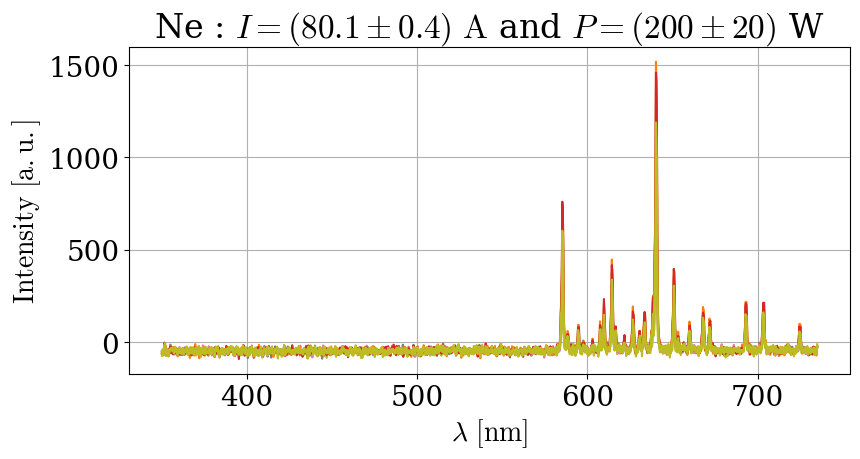 Ne : I = (80.1 ± 0.4) A and P = (200 ± 20) W
Intensity [a.u.]
1500
1000
500
0
400 500 600 700
λ [nm]